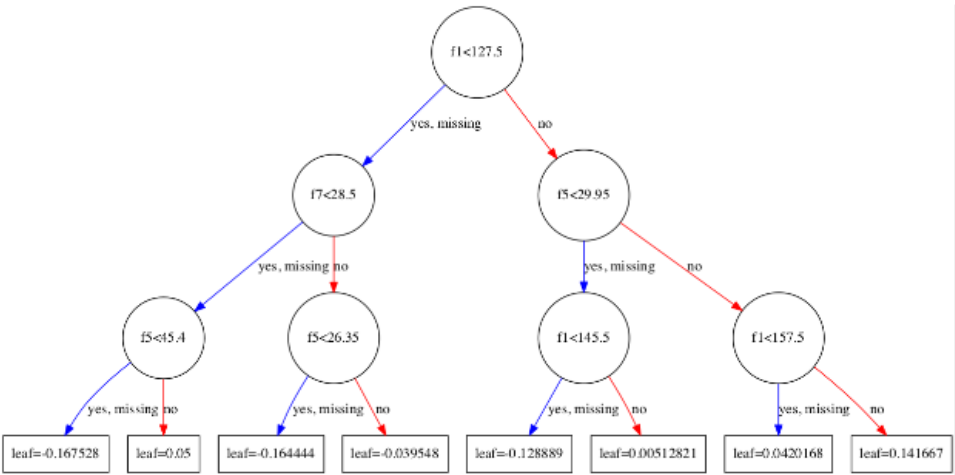 f1<127.5
yes, missing
no
f7<28.5
f5<29.95
yes, missing
no
yes, missing
no
f5<45.4
f5<26.35
f1<145.5
f1<157.5
yes, missing
no
yes, missing
no
yes, missing
no
yes, missing
no
leaf=-0.167528
leaf=0.05
leaf=-0.164444
leaf=-0.039548
leaf=-0.128889
leaf=0.00512821
leaf=0.0420168
leaf=0.141667